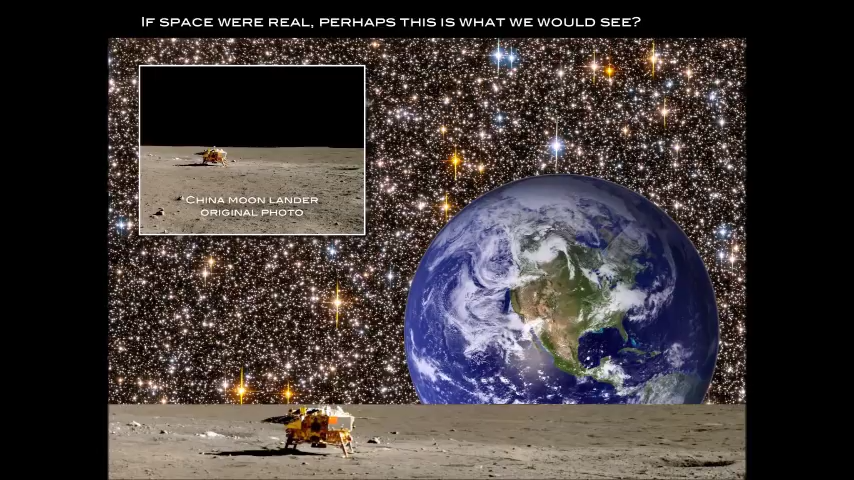 If space were real, perhaps this is what we would see?
*China moon lander
original photo